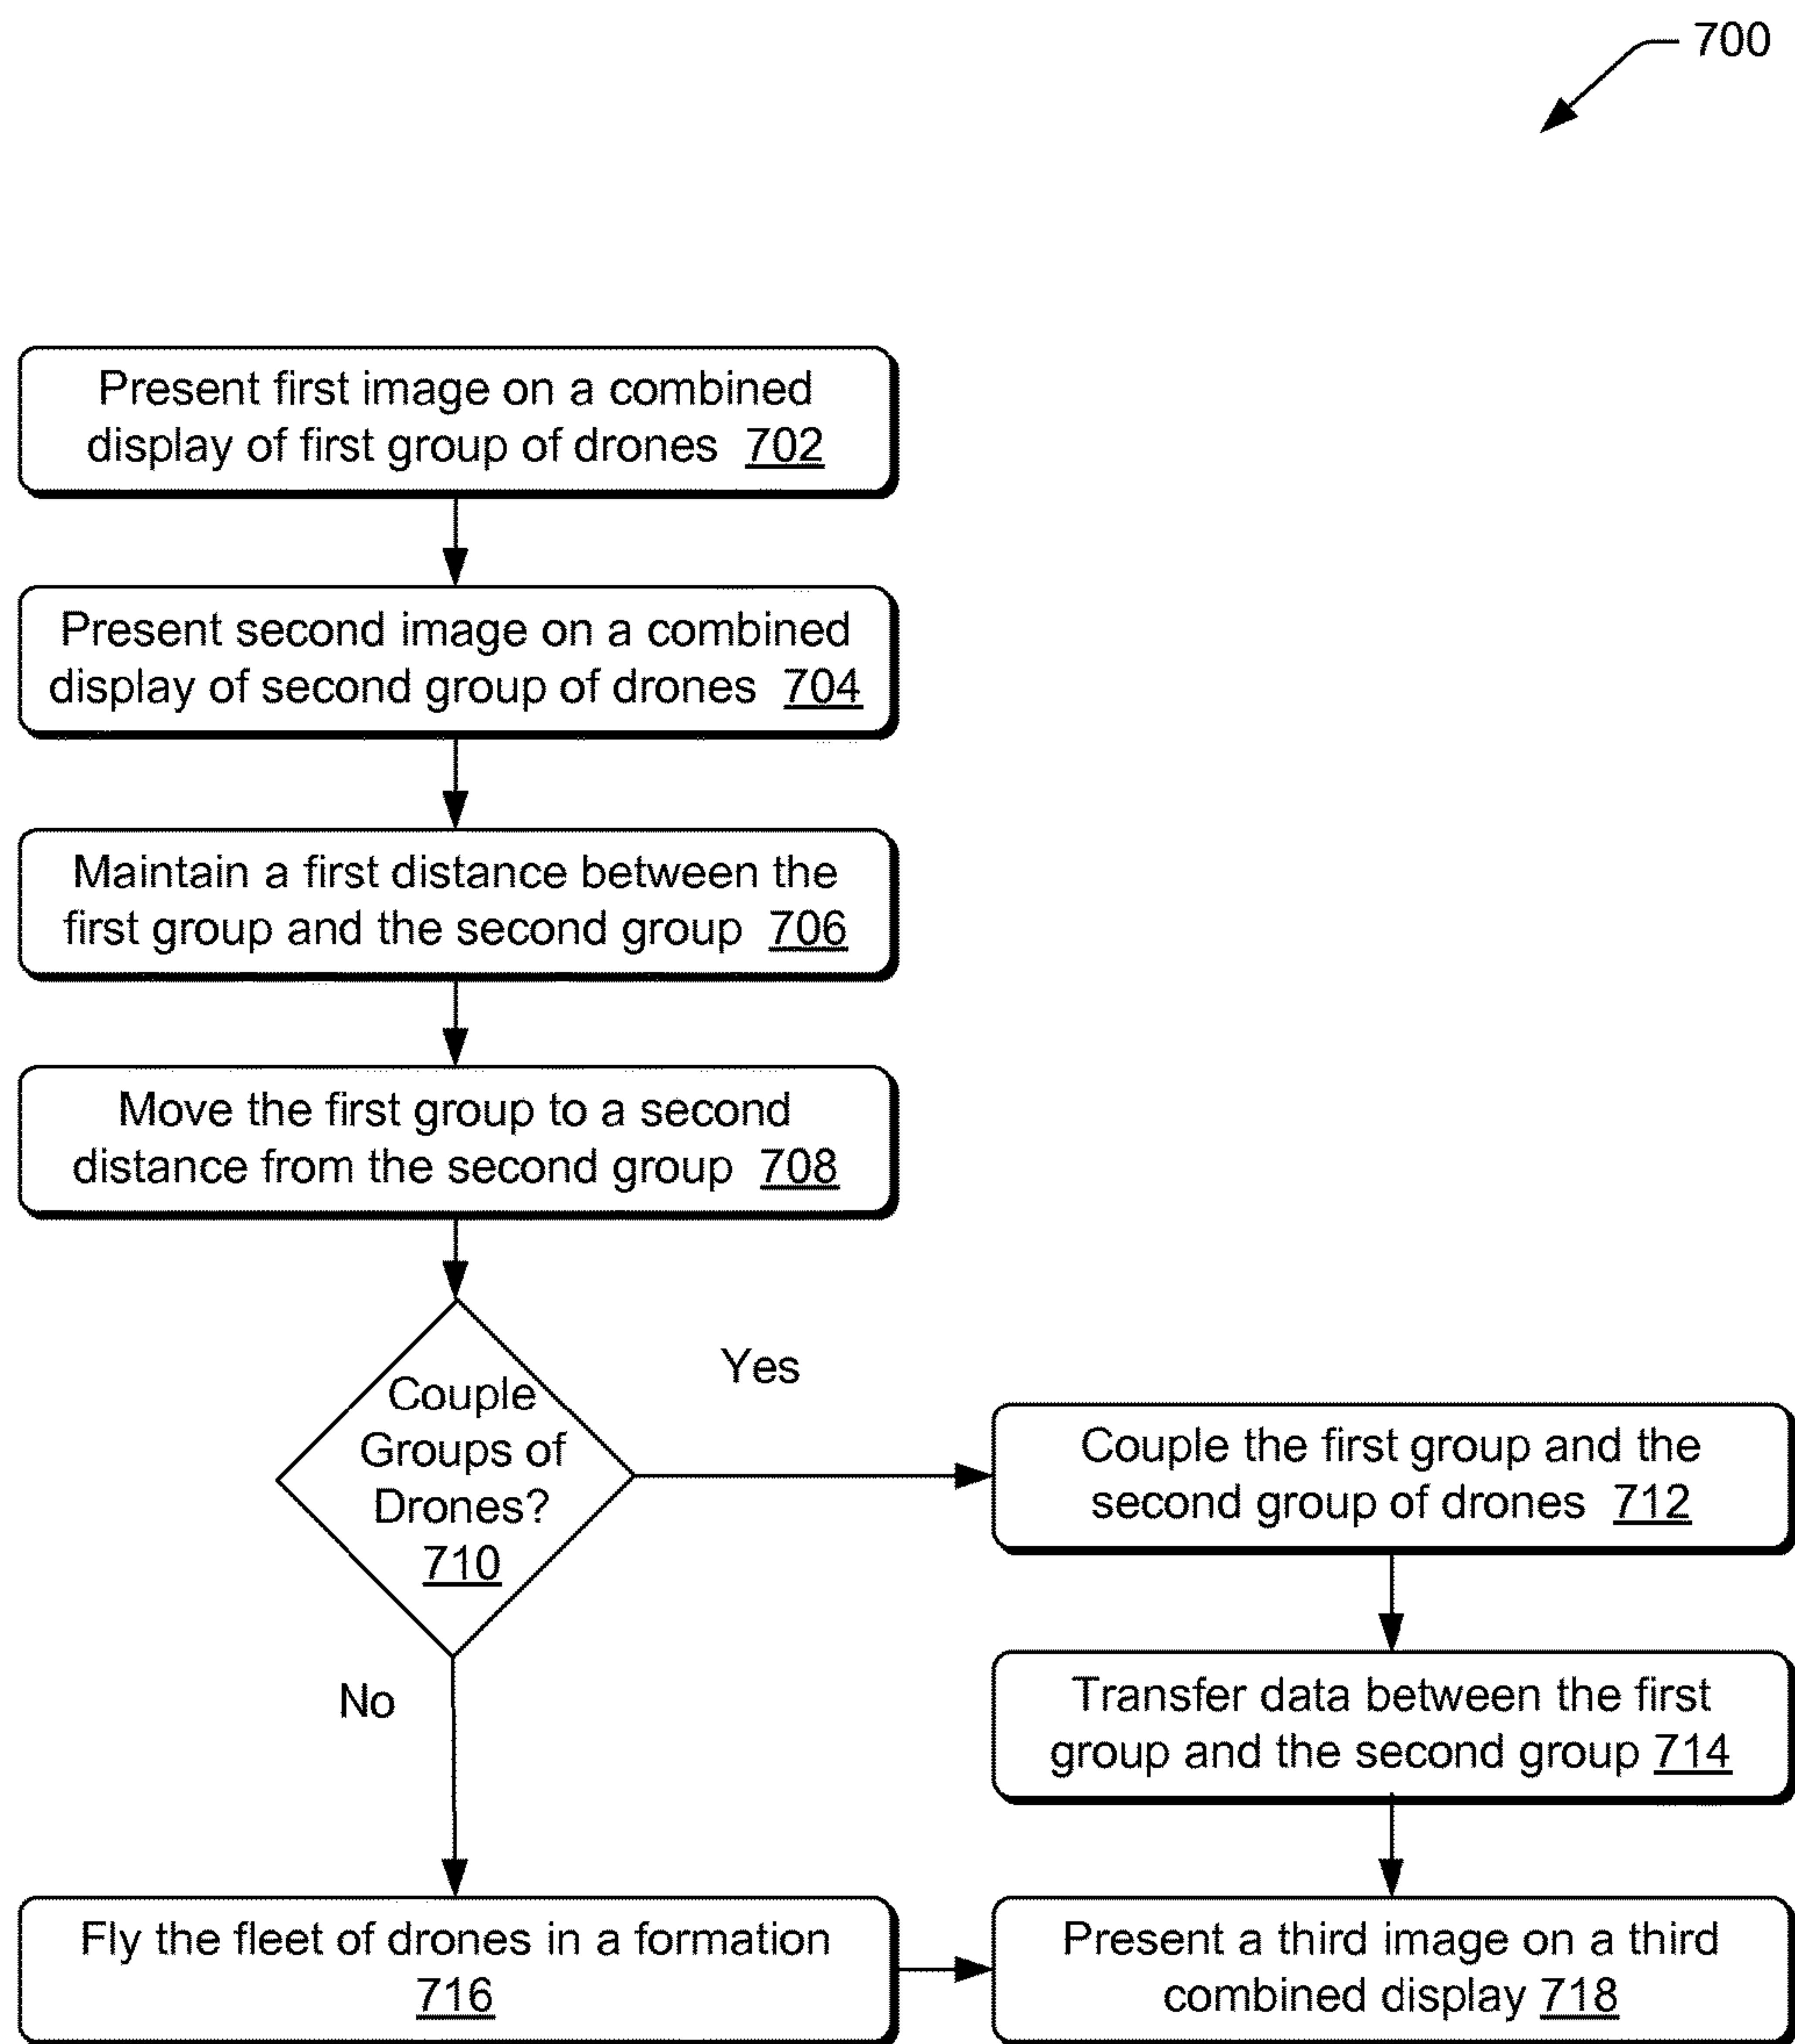 700
Present first image on a combined
display of first group of drones 702
Present second image on a combined
display of second group of drones 704
Maintain a first distance between the
first group and the second group 706
Move the first group to a second
distance from the second group 708
Couple
Groups of
Drones?
710
Yes
No
Couple the first group and the
second group of drones 712
Transfer data between the first
group and the second group 714
Fly the fleet of drones in a formation
716
Present a third image on a third
combined display 718